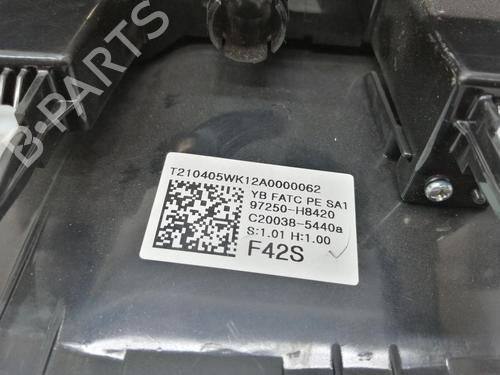 B-PARTS
T210405WK12A0000062
YB FATC PE SA1
97250-H8420
C20038-5440a
S:1.01 H:1.00
F42S